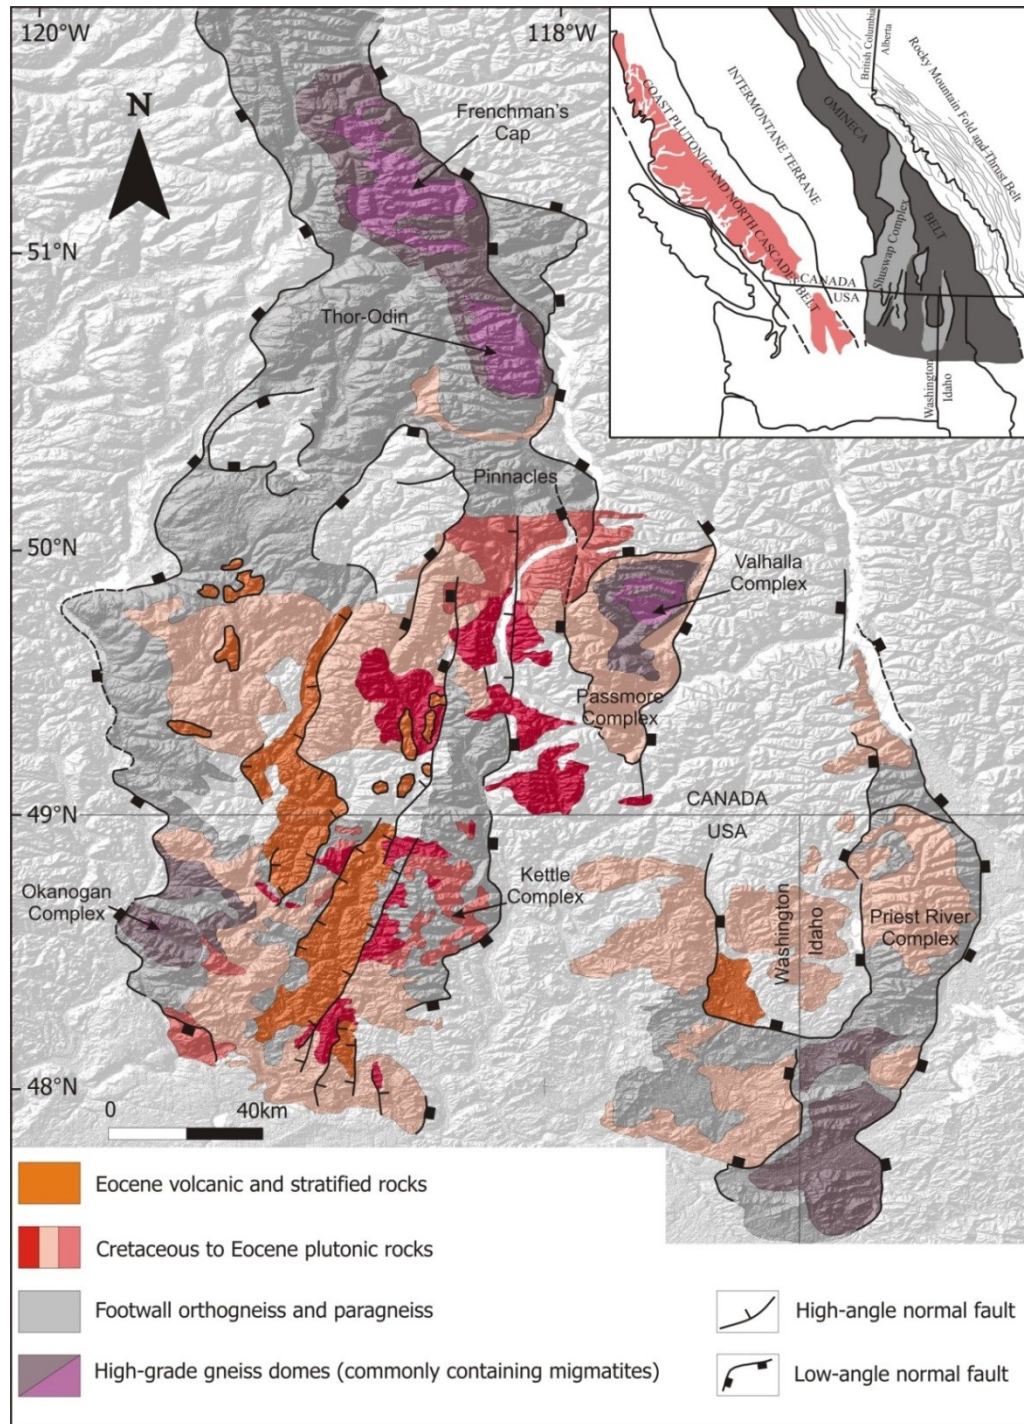 120°W
118°W
N
Frenchman's
Cap
51°N
Thor-Odin
Pinnacles
50°N
Valhalla
Complex
Passmore
Complex
CANADA
49°N
USA
Okanogan
Complex
Kettle
Complex
Washington
Idaho
Priest River
Complex
48°N
0
40km
British Columbia
Alberta
Rocky Mountain Fold and Thrust Belt
COAST PLUTONIC AND NORTH CASCADES BELT
INTERMONTANE TERRANE
OMINECA
BELT
Shuswap Complex
CANADA
USA
Washington
Idaho
Eocene volcanic and stratified rocks
Cretaceous to Eocene plutonic rocks
Footwall orthogneiss and paragneiss
High-grade gneiss domes (commonly containing migmatites)
High-angle normal fault
Low-angle normal fault